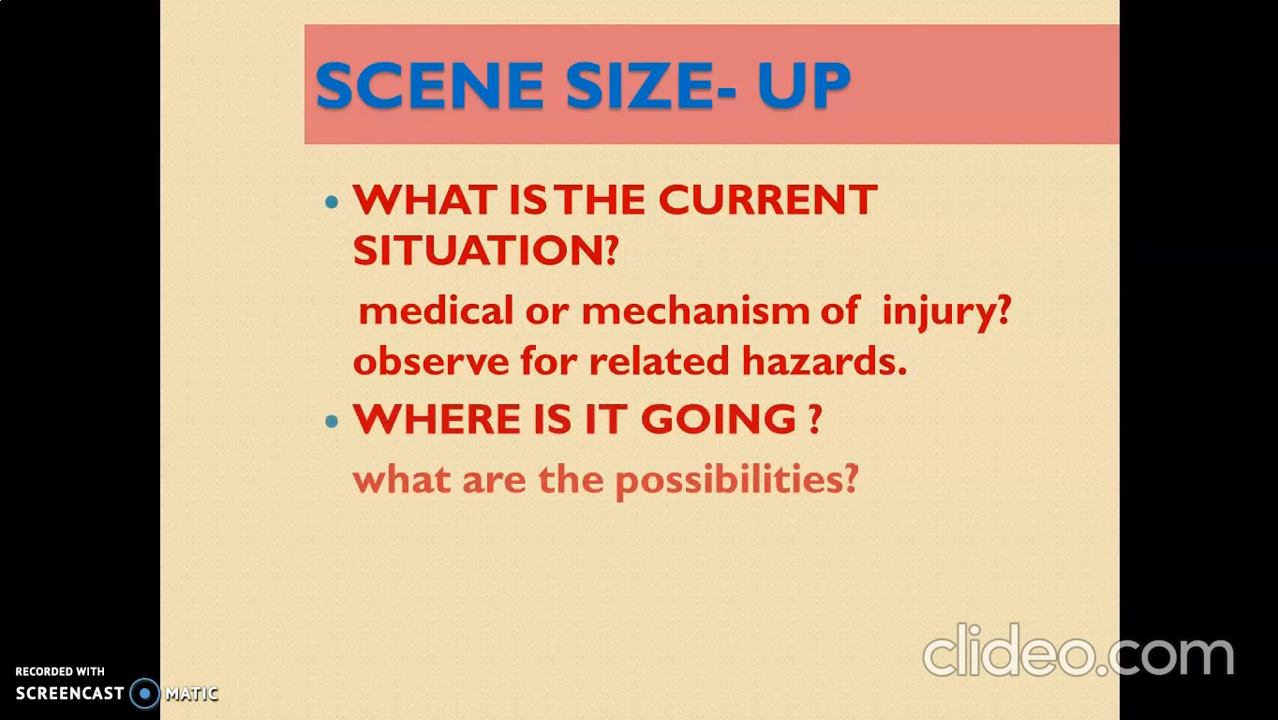 SCENE SIZE- UP
• WHAT IS THE CURRENT
SITUATION?
medical or mechanism of injury?
observe for related hazards.
• WHERE IS IT GOING ?
what are the possibilities?
clideo.com
RECORDED WITH
SCREENCAST MATIC